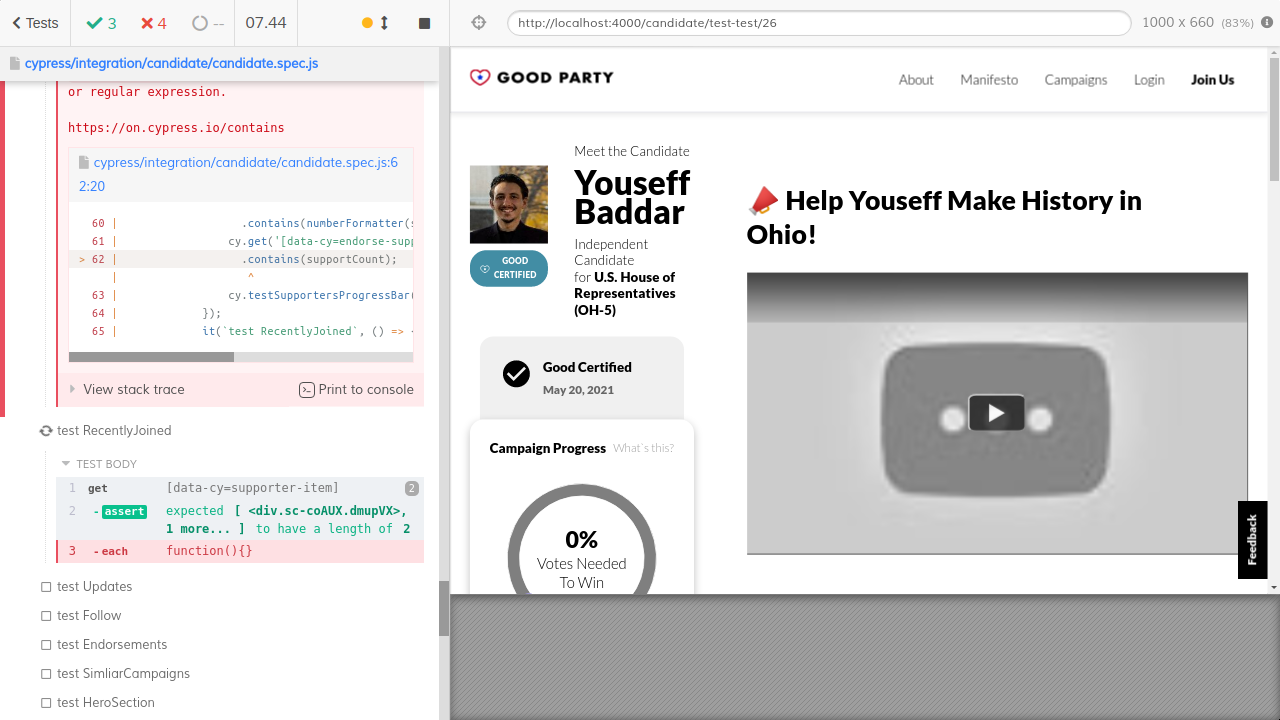 Tests
3
4
--
07.44
http://localhost:4000/candidate/test-test/26
1000 x 660 (83%)
cypress/integration/candidate/candidate.spec.js
or regular expression.
https://on.cypress.io/contains
cypress/integration/candidate/candidate.spec.js:6
2:20
60 | .contains(numberFormatter(
61 | cy.get('[data-cy=endorse-supp
> 62 | .contains(supportCount);
| ^
63 | cy.testSupportersProgressBar(
64 | });
65 | it(`test RecentlyJoined`, () =>
View stack trace
Print to console
test RecentlyJoined
TEST BODY
1 get [data-cy=supporter-item] 2
2 -assert expected [ <div.sc-coAUX.dmupVX>,
1 more... ] to have a length of 2
3 -each function(){}
test Updates
test Follow
test Endorsements
test SimliarCampaigns
test HeroSection
GOOD PARTY
About
Manifesto
Campaigns
Login
Join Us
Meet the Candidate
Youseff
Baddar
Independent
Candidate
for U.S. House of
Representatives
(OH-5)
GOOD
CERTIFIED
Good Certified
May 20, 2021
Campaign Progress What's this?
0%
Votes Needed
To Win
Help Youseff Make History in
Ohio!
Feedback